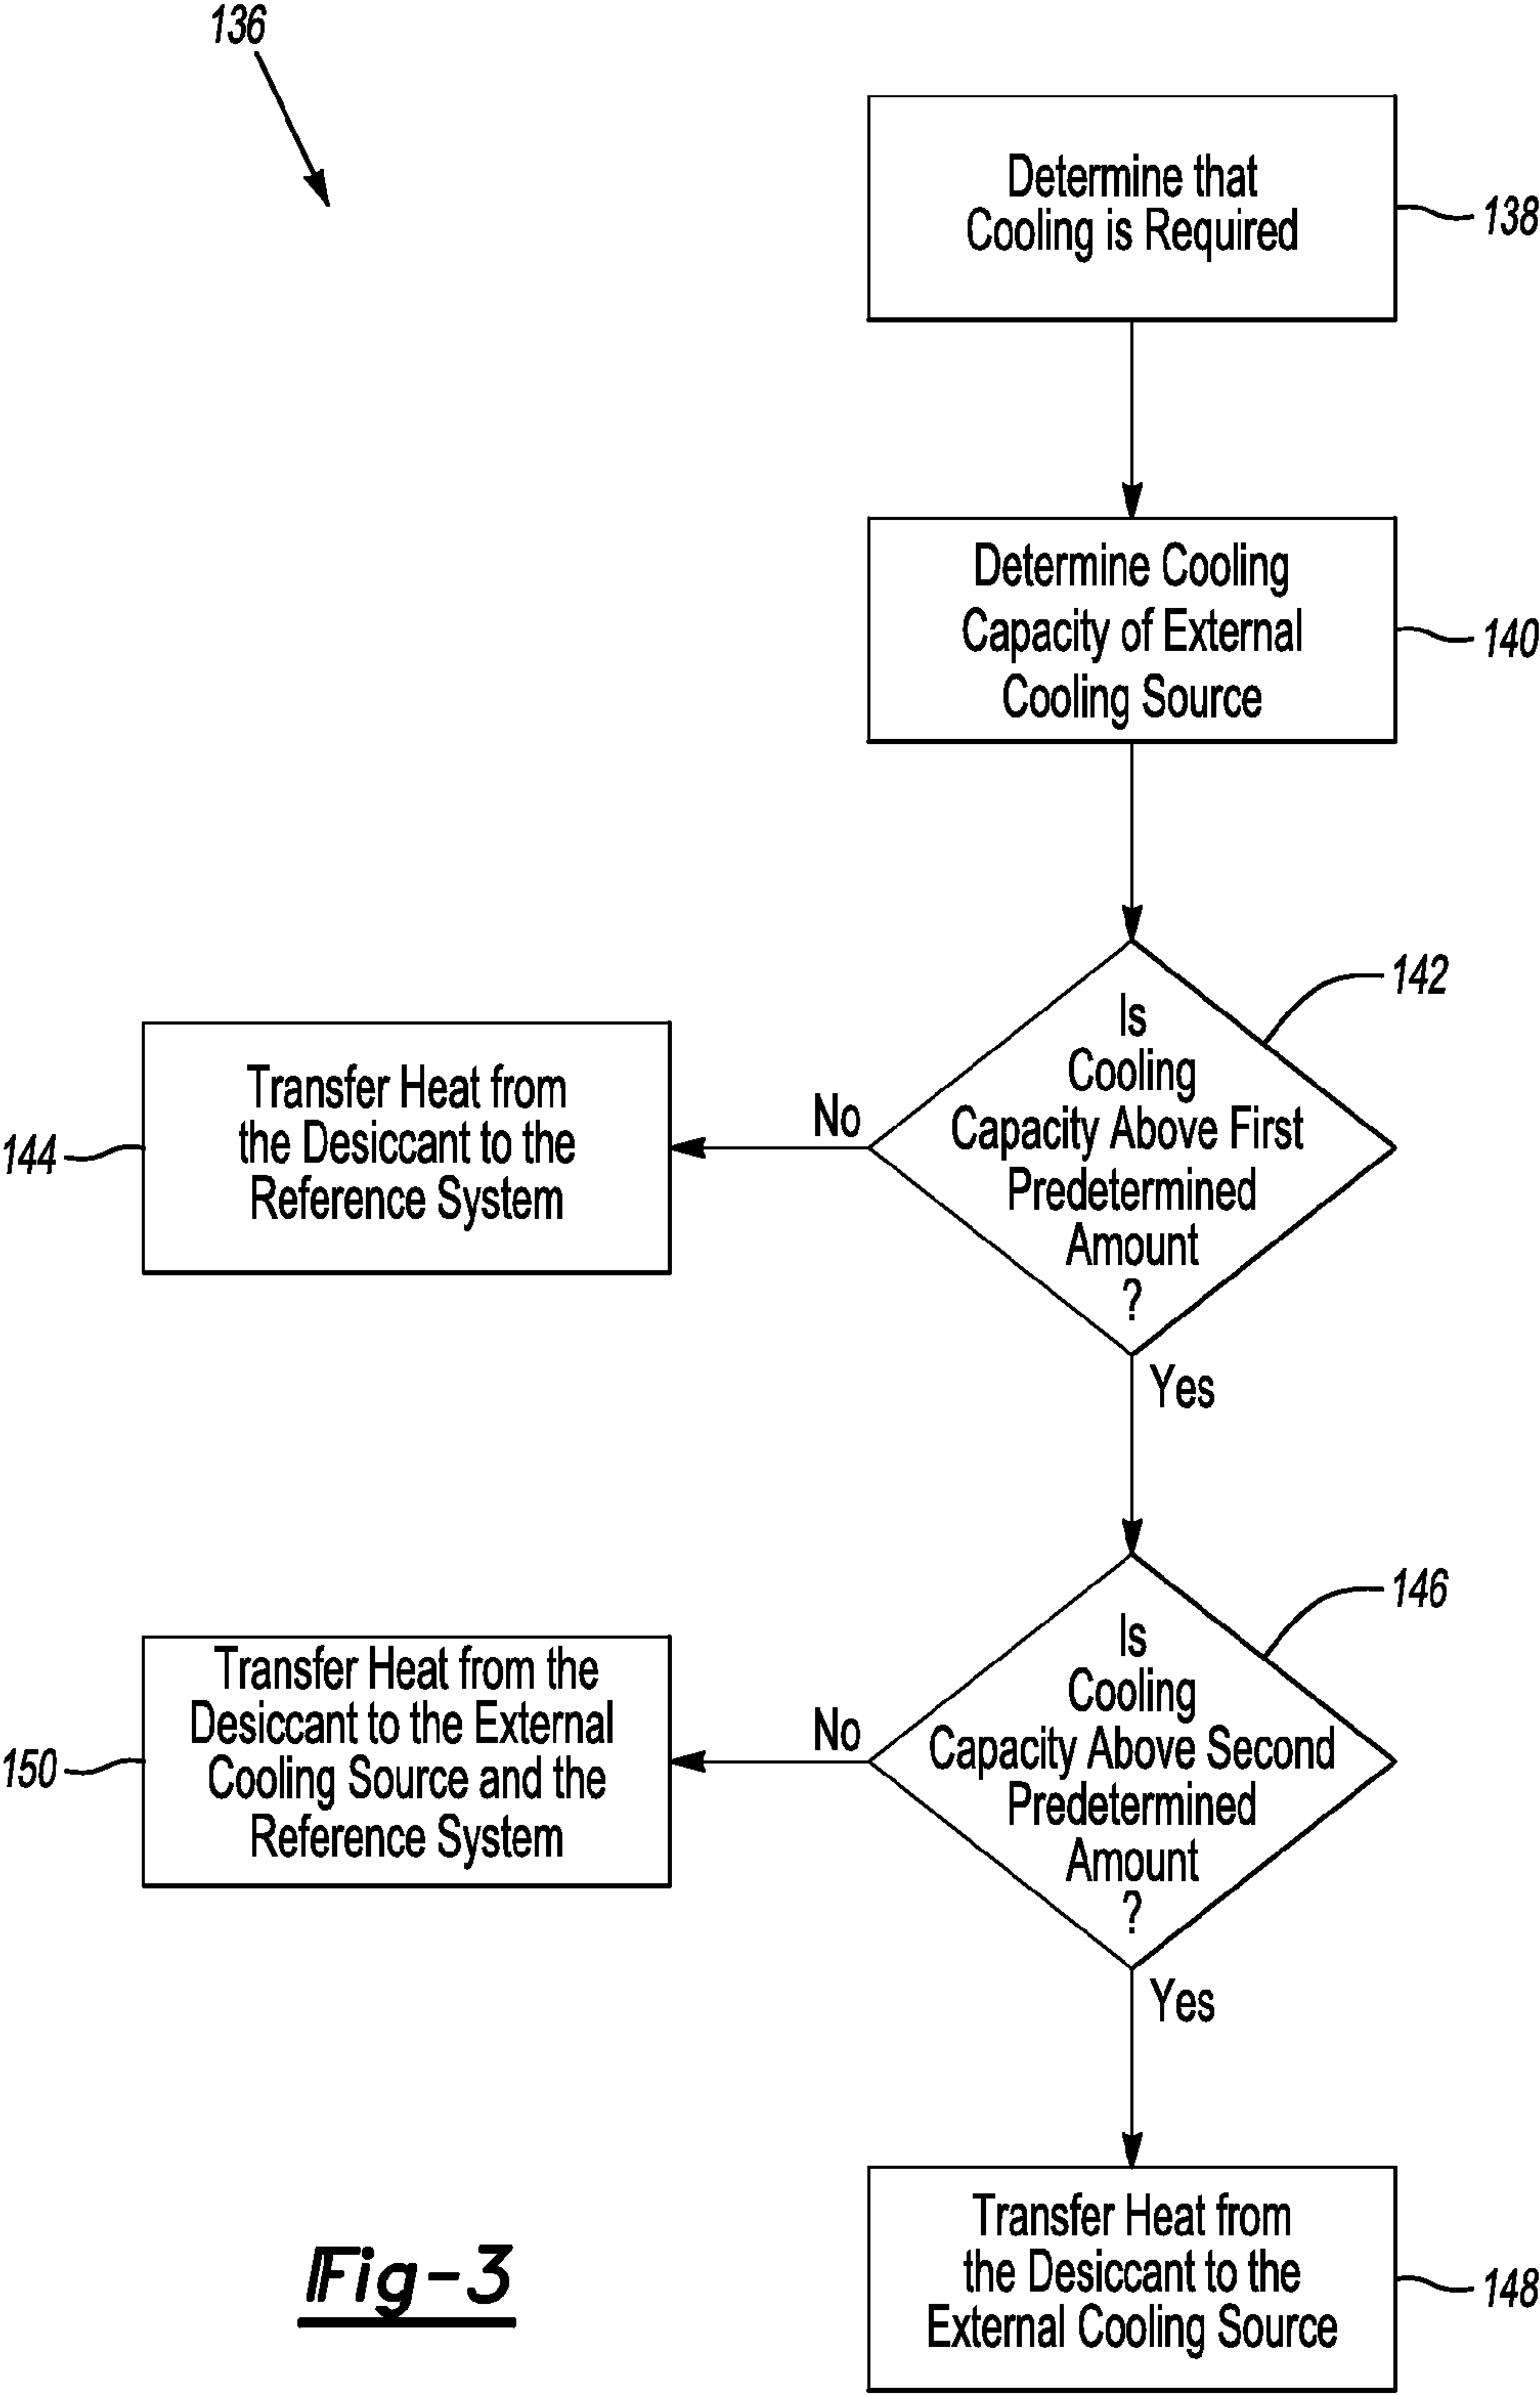 136
Determine that
Cooling is Required
138
Determine Cooling
Capacity of External
Cooling Source
140
142
Is
Cooling
Capacity Above First
Predetermined
Amount
?
No
Transfer Heat from
the Desiccant to the
Reference System
144
Yes
146
Is
Cooling
Capacity Above Second
Predetermined
Amount
?
No
Transfer Heat from the
Desiccant to the External
Cooling Source and the
Reference System
150
Yes
Transfer Heat from
the Desiccant to the
External Cooling Source
148
Fig-3